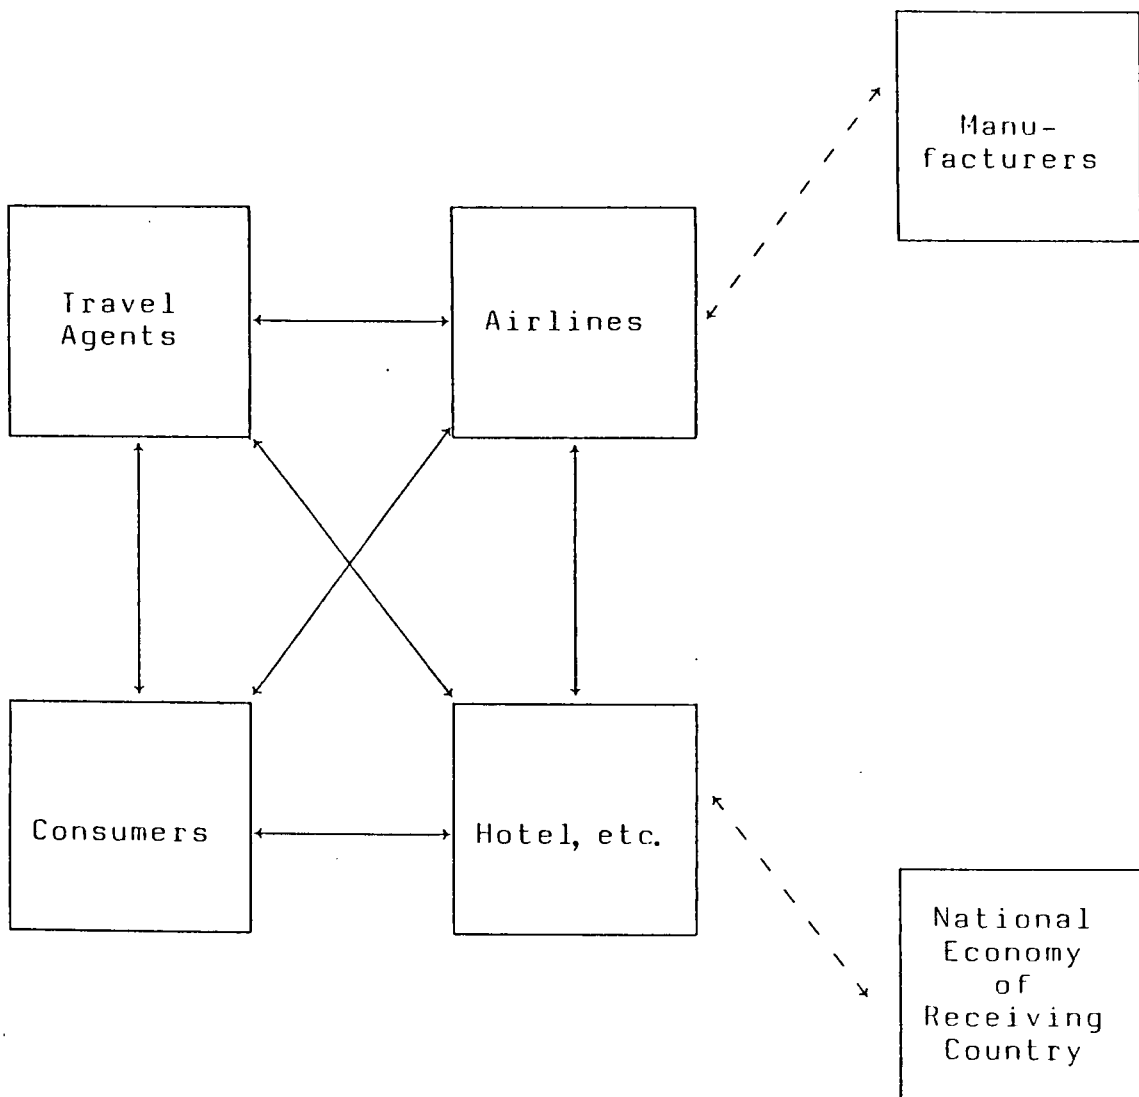 Manu-
facturers
Travel
Agents
Airlines
Consumers
Hotel, etc.
National
Economy
of
Receiving
Country